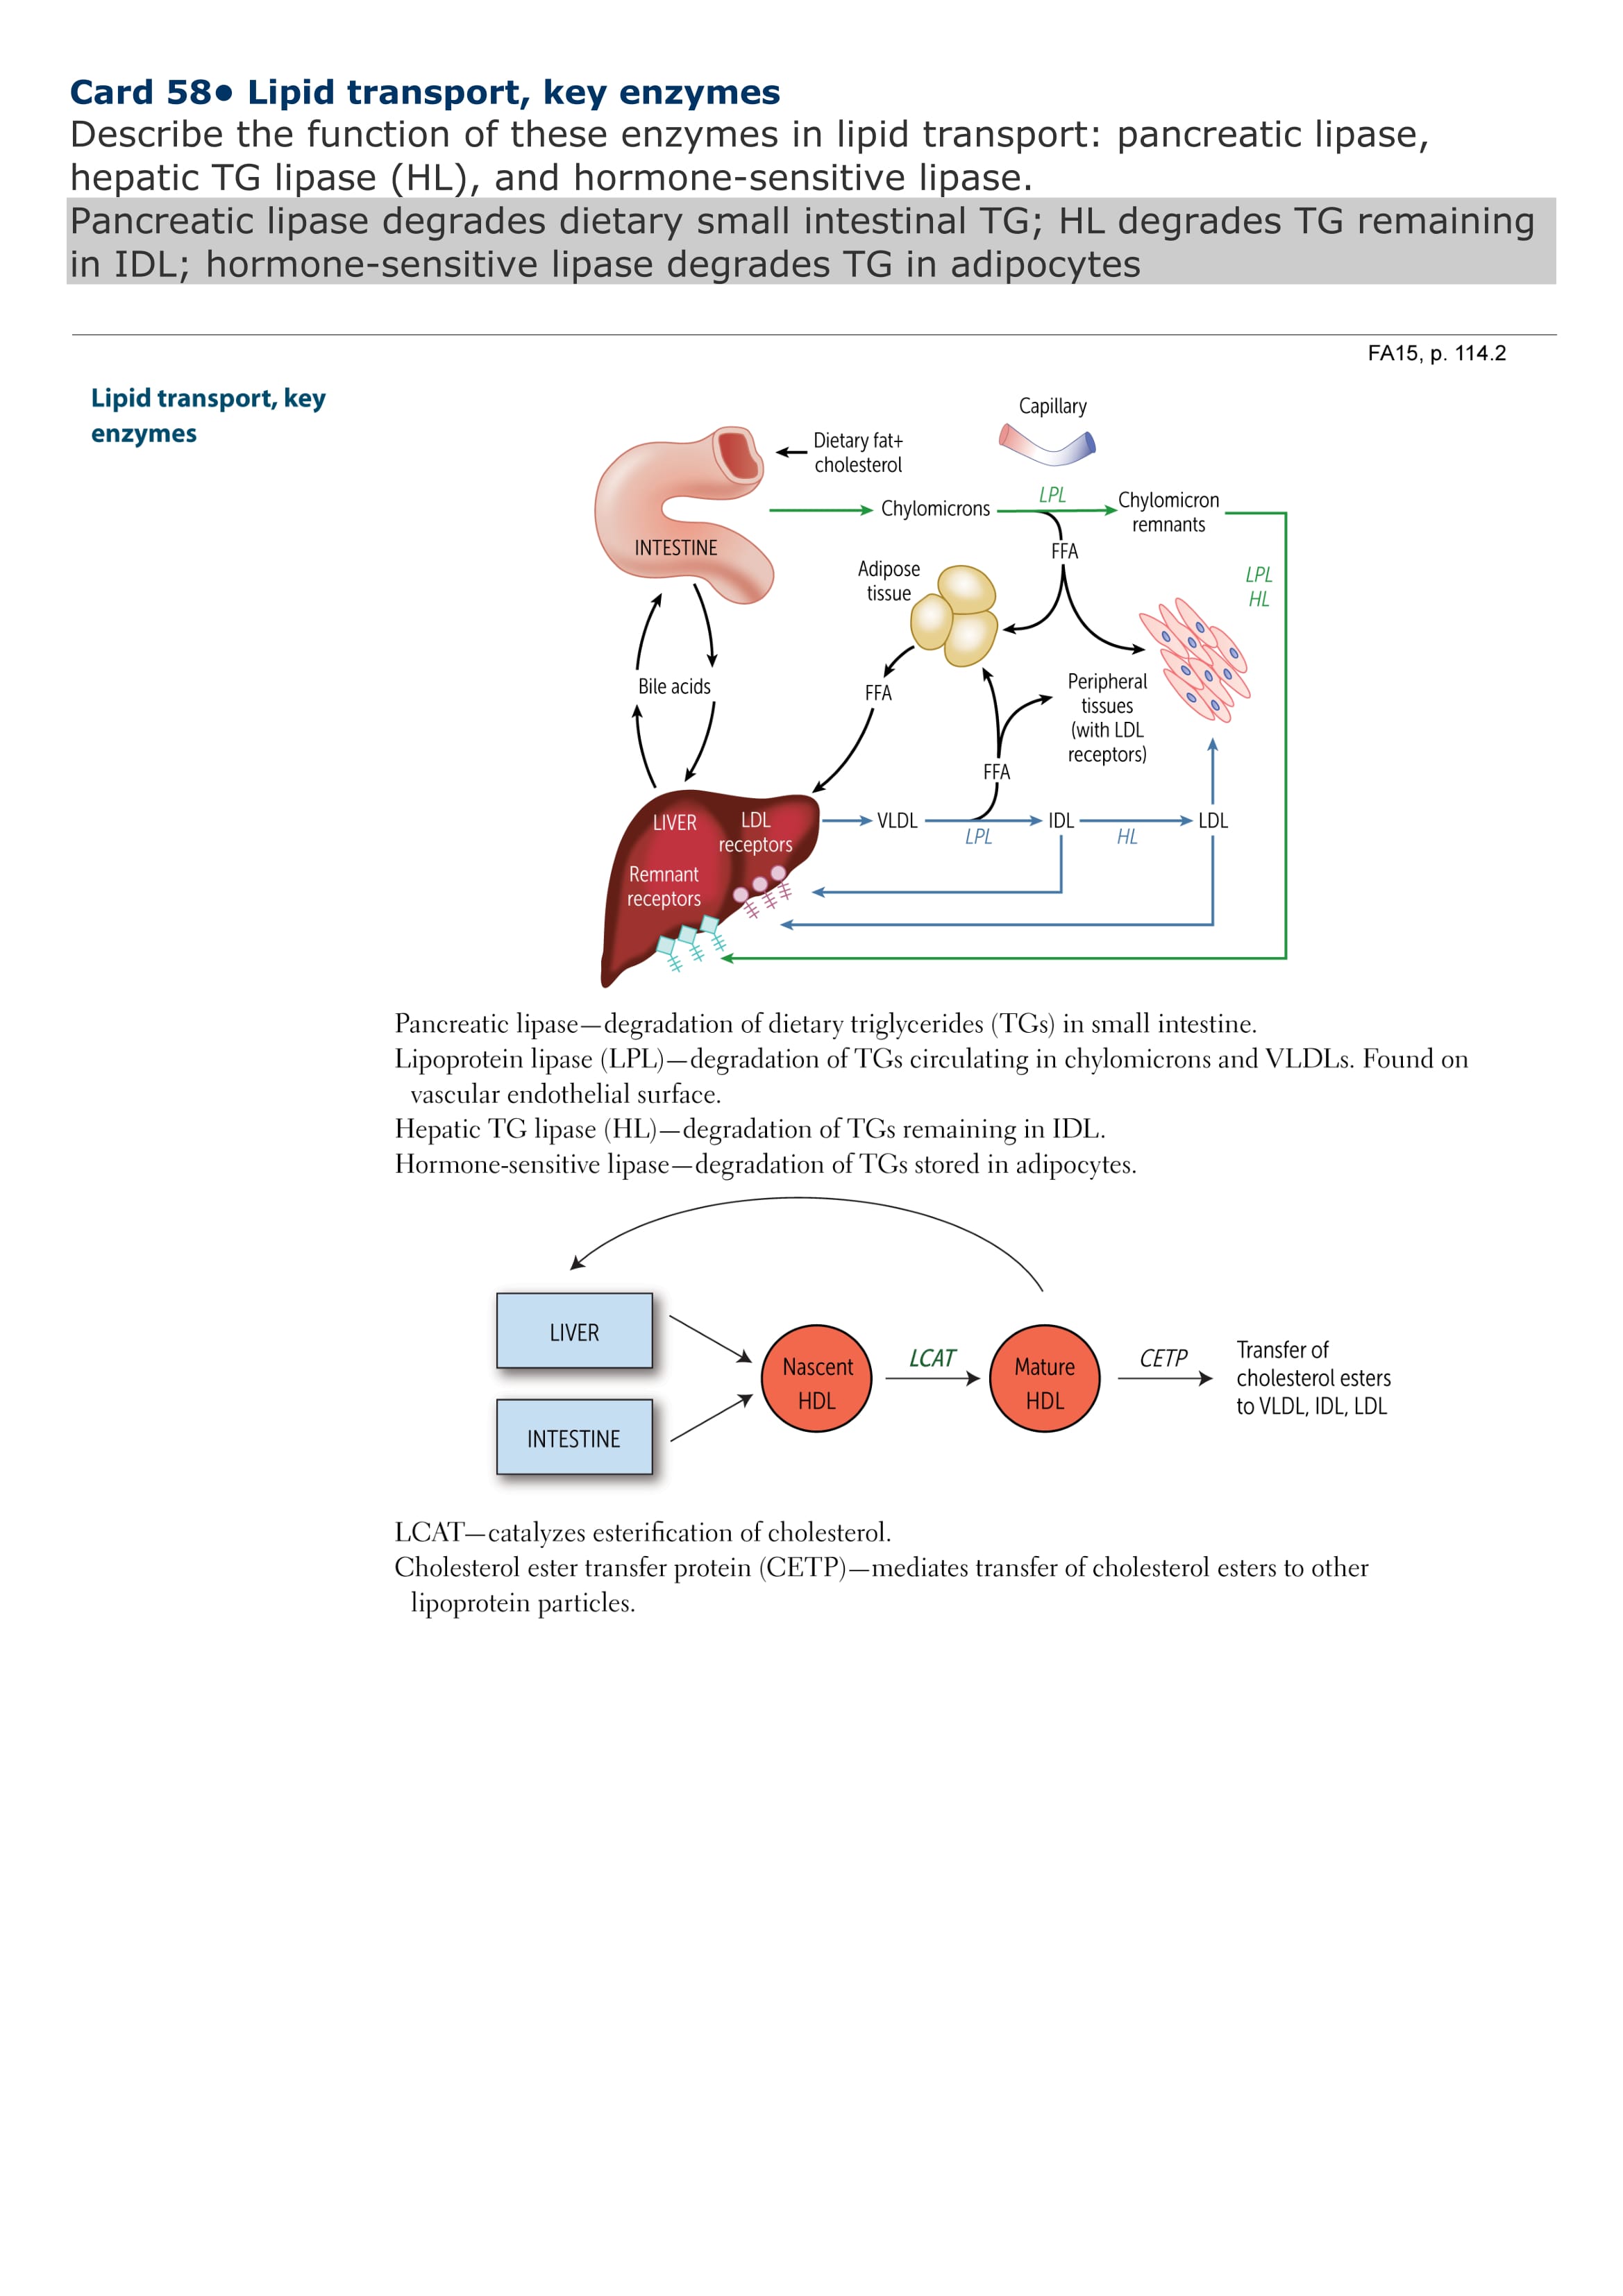 Card 58● Lipid transport, key enzymes
Describe the function of these enzymes in lipid transport: pancreatic lipase,
hepatic TG lipase (HL), and hormone-sensitive lipase.
Pancreatic lipase degrades dietary small intestinal TG; HL degrades TG remaining
in IDL; hormone-sensitive lipase degrades TG in adipocytes
FA15, p. 114.2
Lipid transport, key
enzymes
Capillary
Dietary fat+
cholesterol
INTESTINE
Chylomicrons
LPL
Chylomicron
remnants
FFA
LPL
HL
Adipose
tissue
Bile acids
FFA
Peripheral
tissues
(with LDL
receptors)
FFA
LIVER
LDL
receptors
Remnant
receptors
VLDL
LPL
IDL
HL
LDL
Pancreatic lipase—degradation of dietary triglycerides (TGs) in small intestine.
Lipoprotein lipase (LPL)—degradation of TGs circulating in chylomicrons and VLDLs. Found on
vascular endothelial surface.
Hepatic TG lipase (HL)—degradation of TGs remaining in IDL.
Hormone-sensitive lipase—degradation of TGs stored in adipocytes.
LIVER
INTESTINE
Nascent
HDL
LCAT
Mature
HDL
CETP
Transfer of
cholesterol esters
to VLDL, IDL, LDL
LCAT—catalyzes esterification of cholesterol.
Cholesterol ester transfer protein (CETP)—mediates transfer of cholesterol esters to other
lipoprotein particles.